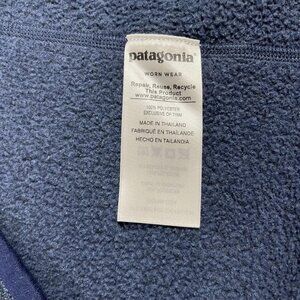 patagonia®
WORN WEAR
Repair, Reuse, Recycle
This Product
www.patagonia.com
100% POLYESTER
EXCLUSIVE OF TRIM
MADE IN THAILAND
FABRIQUÉ EN THAÏLANDE
HECHO EN TAILANDIA